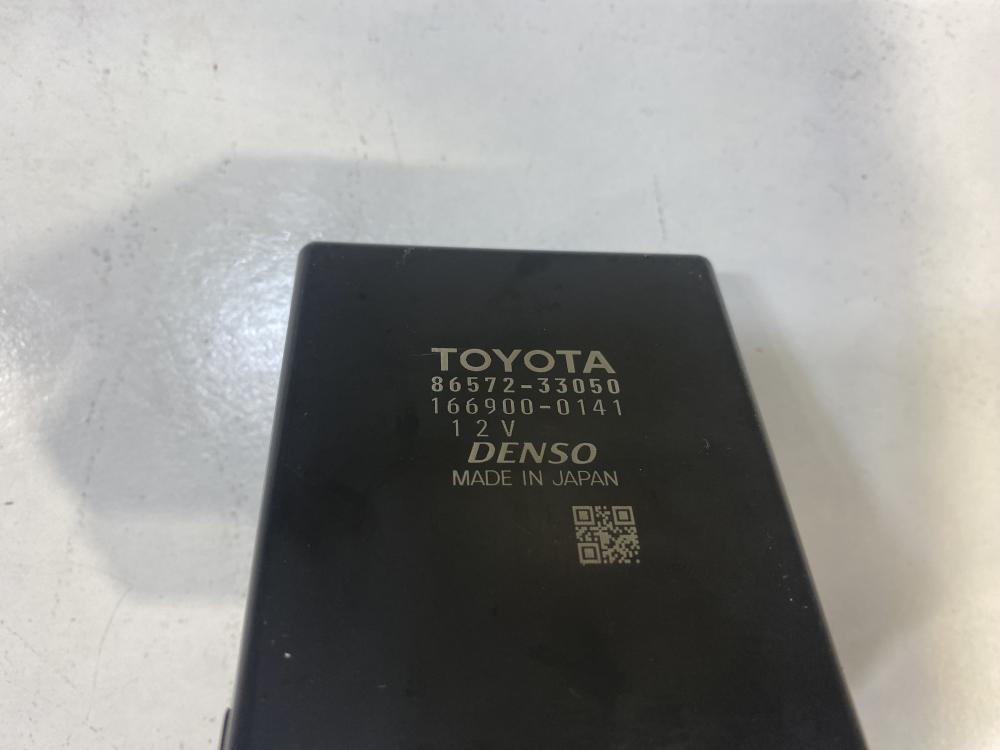 TOYOTA
86572-33050
166900-0141
12V
DENSO
MADE IN JAPAN